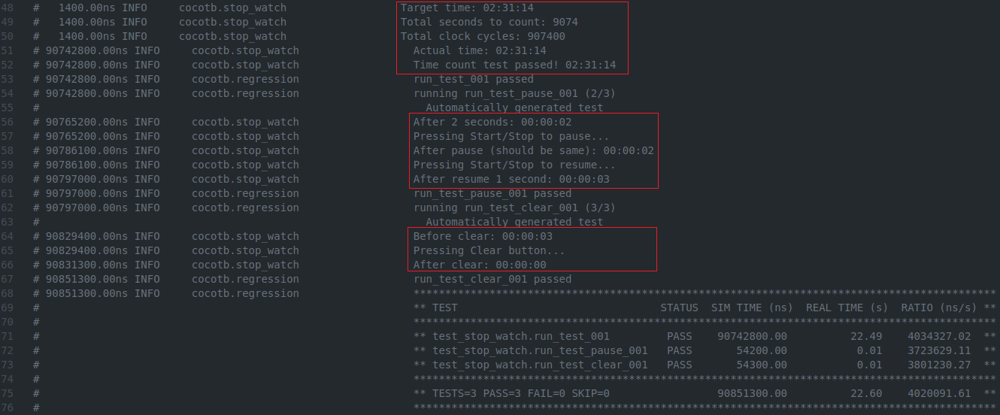 48 # 1400.00ns INFO cocotb.stop_watch Target time: 02:31:14
49 # 1400.00ns INFO cocotb.stop_watch Total seconds to count: 9074
50 # 1400.00ns INFO cocotb.stop_watch Total clock cycles: 907400
51 # 90742800.00ns INFO cocotb.stop_watch Actual time: 02:31:14
52 # 90742800.00ns INFO cocotb.stop_watch Time count test passed! 02:31:14
53 # 90742800.00ns INFO cocotb.regression run_test_001 passed
54 # 90742800.00ns INFO cocotb.regression running run_test_pause_001 (2/3)
55 # Automatically generated test
56 # 90765200.00ns INFO cocotb.stop_watch After 2 seconds: 00:00:02
57 # 90765200.00ns INFO cocotb.stop_watch Pressing Start/Stop to pause...
58 # 90786100.00ns INFO cocotb.stop_watch After pause (should be same): 00:00:02
59 # 90786100.00ns INFO cocotb.stop_watch Pressing Start/Stop to resume...
60 # 90797000.00ns INFO cocotb.stop_watch After resume 1 second: 00:00:03
61 # 90797000.00ns INFO cocotb.regression run_test_pause_001 passed
62 # 90797000.00ns INFO cocotb.regression running run_test_clear_001 (3/3)
63 # Automatically generated test
64 # 90829400.00ns INFO cocotb.stop_watch Before clear: 00:00:03
65 # 90829400.00ns INFO cocotb.stop_watch Pressing Clear button...
66 # 90831300.00ns INFO cocotb.stop_watch After clear: 00:00:00
67 # 90851300.00ns INFO cocotb.regression run_test_clear_001 passed
68 # 90851300.00ns INFO cocotb.regression ********************************************************************************************
69 # ** TEST STATUS SIM TIME (ns) REAL TIME (s) RATIO (ns/s) **
70 # ********************************************************************************************
71 # ** test_stop_watch.run_test_001 PASS 90742800.00 22.49 4034327.02 **
72 # ** test_stop_watch.run_test_pause_001 PASS 54200.00 0.01 3723629.11 **
73 # ** test_stop_watch.run_test_clear_001 PASS 54300.00 0.01 3801230.27 **
74 # ********************************************************************************************
75 # ** TESTS=3 PASS=3 FAIL=0 SKIP=0 90851300.00 22.60 4020091.61 **
76 # ********************************************************************************************